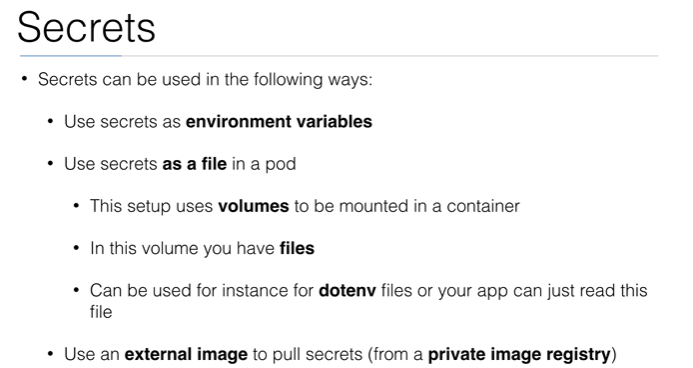 Secrets
• Secrets can be used in the following ways:
• Use secrets as environment variables
• Use secrets as a file in a pod
• This setup uses volumes to be mounted in a container
• In this volume you have files
• Can be used for instance for dotenv files or your app can just read this
file
• Use an external image to pull secrets (from a private image registry)